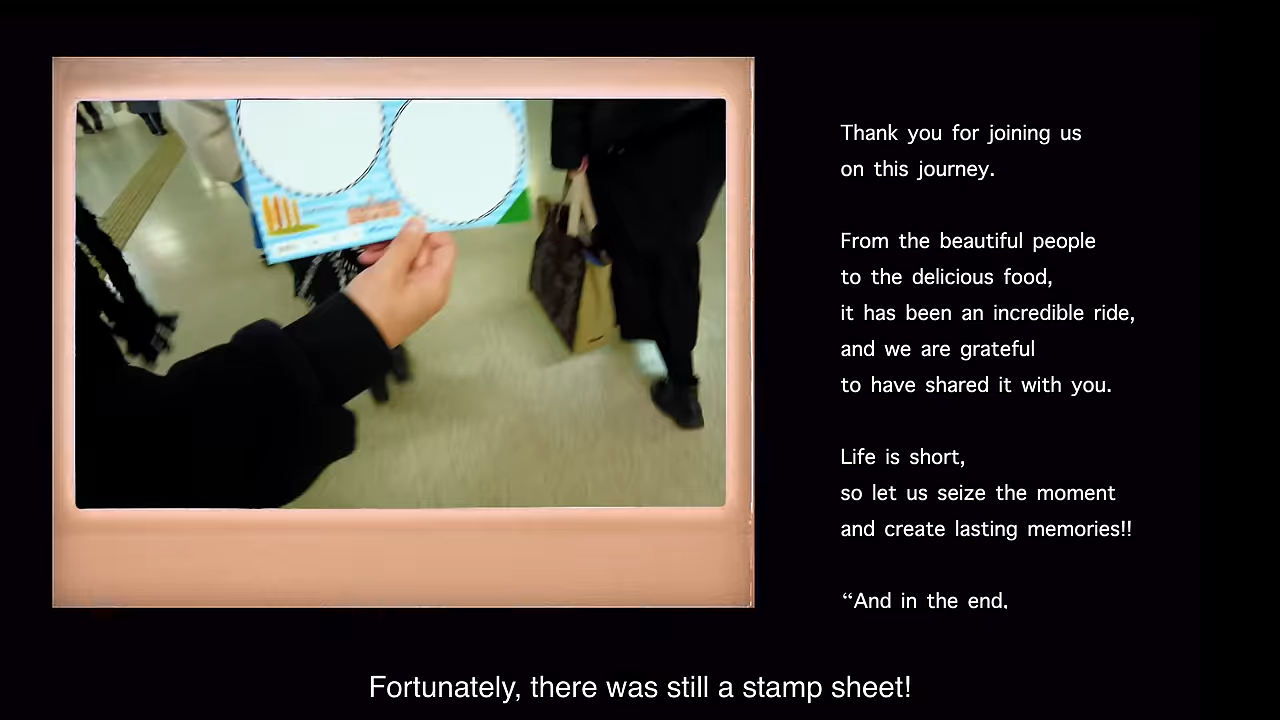 Thank you for joining us
on this journey.
From the beautiful people
to the delicious food,
it has been an incredible ride,
and we are grateful
to have shared it with you.
Life is short,
so let us seize the moment
and create lasting memories!!
“And in the end,
Fortunately, there was still a stamp sheet!